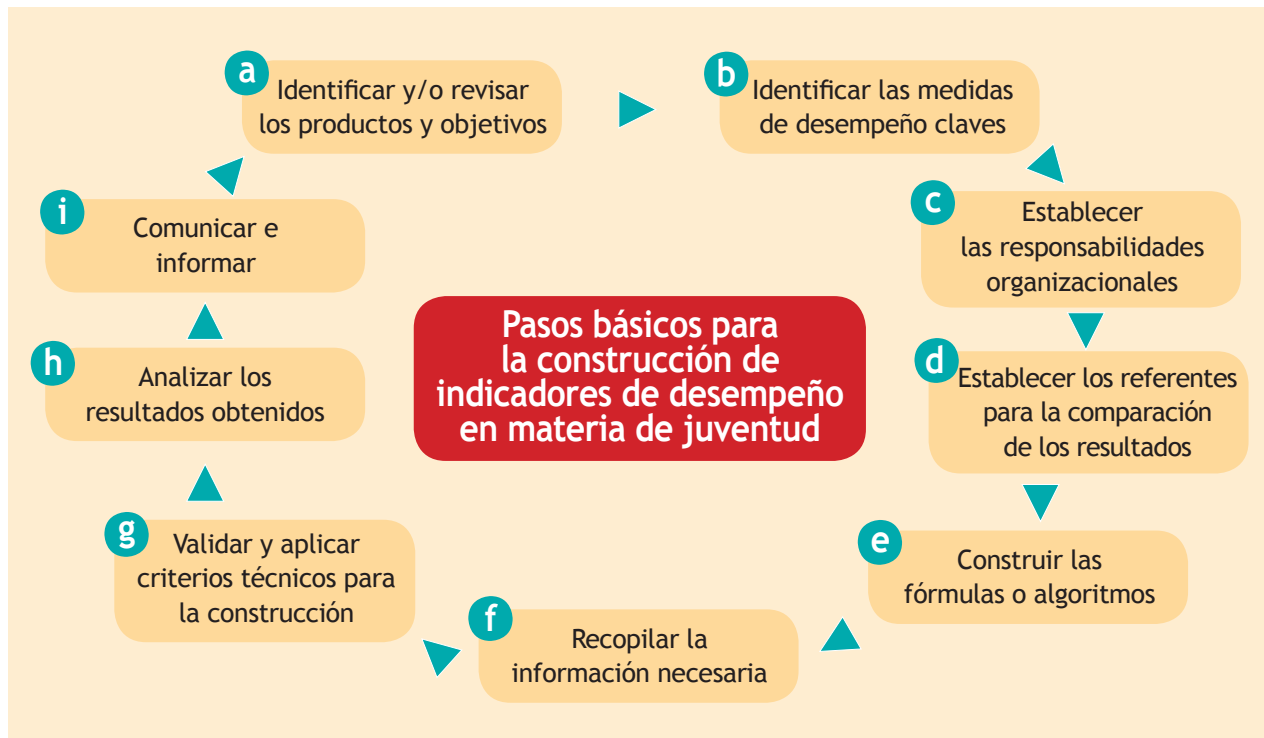 a
Identificar y/o revisar
los productos y objetivos
b
Identificar las medidas
de desempeño claves
c
Establecer
las responsabilidades
organizacionales
d
Establecer los referentes
para la comparación
de los resultados
e
Construir las
fórmulas o algoritmos
f
Recopilar la
información necesaria
g
Validar y aplicar
criterios técnicos para
la construcción
h
Analizar los
resultados obtenidos
i
Comunicar e
informar
Pasos básicos para
la construcción de
indicadores de desempeño
en materia de juventud